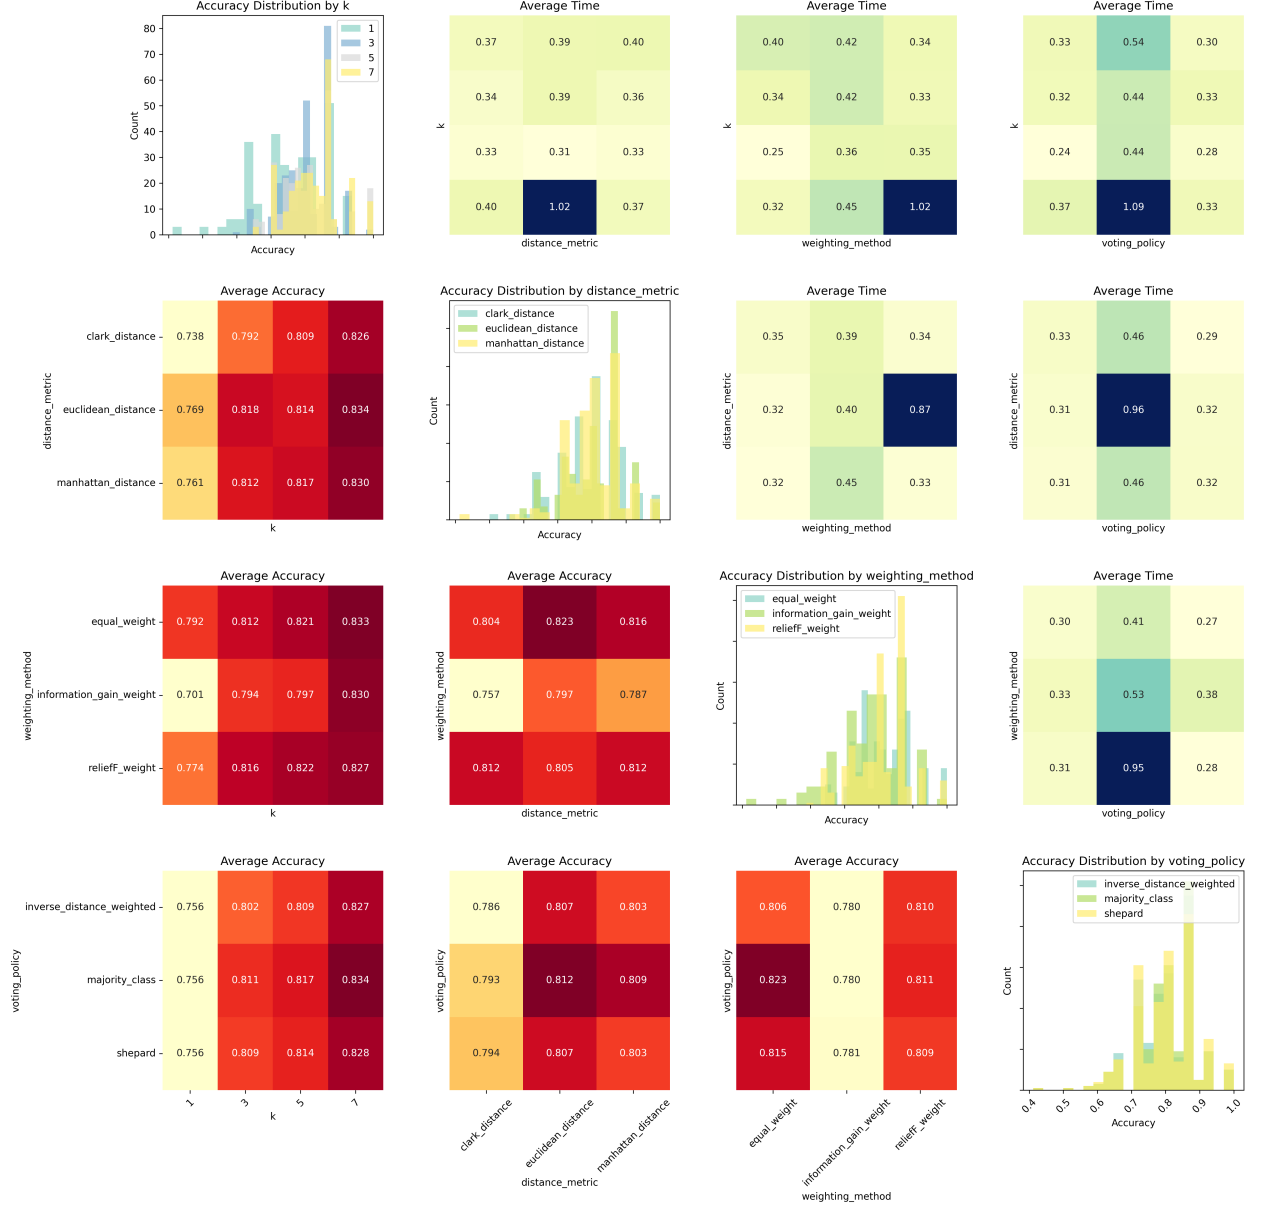 Accuracy Distribution by k
Average Time
Average Time
Average Time
80
70
60
50
40
30
20
10
0
Count
1
3
5
7
Accuracy
k
0.37 0.39 0.40
0.34 0.39 0.36
0.33 0.31 0.33
0.40 1.02 0.37
distance_metric
k
0.40 0.42 0.34
0.34 0.42 0.33
0.25 0.36 0.35
0.32 0.45 1.02
weighting_method
k
0.33 0.54 0.30
0.32 0.44 0.33
0.24 0.44 0.28
0.37 1.09 0.33
voting_policy
Average Accuracy
Accuracy Distribution by distance_metric
Average Time
Average Time
distance_metric
clark_distance 0.738 0.792 0.809 0.826
euclidean_distance 0.769 0.818 0.814 0.834
manhattan_distance 0.761 0.812 0.817 0.830
k
Count
clark_distance
euclidean_distance
manhattan_distance
Accuracy
distance_metric
0.35 0.39 0.34
0.32 0.40 0.87
0.32 0.45 0.33
weighting_method
distance_metric
0.33 0.46 0.29
0.31 0.96 0.32
0.31 0.46 0.32
voting_policy
Average Accuracy
Average Accuracy
Accuracy Distribution by weighting_method
Average Time
weighting_method
equal_weight 0.792 0.812 0.821 0.833
information_gain_weight 0.701 0.794 0.797 0.830
reliefF_weight 0.774 0.816 0.822 0.827
k
weighting_method
0.804 0.823 0.816
0.757 0.797 0.787
0.812 0.805 0.812
distance_metric
Count
equal_weight
information_gain_weight
reliefF_weight
Accuracy
weighting_method
0.30 0.41 0.27
0.33 0.53 0.38
0.31 0.95 0.28
voting_policy
Average Accuracy
Average Accuracy
Average Accuracy
Accuracy Distribution by voting_policy
voting_policy
inverse_distance_weighted 0.756 0.802 0.809 0.827
majority_class 0.756 0.811 0.817 0.834
shepard 0.756 0.809 0.814 0.828
1 3 5 7
k
voting_policy
0.786 0.807 0.803
0.793 0.812 0.809
0.794 0.807 0.803
clark_distance euclidean_distance manhattan_distance
distance_metric
voting_policy
0.806 0.780 0.810
0.823 0.780 0.811
0.815 0.781 0.809
equal_weight information_gain_weight reliefF_weight
weighting_method
Count
inverse_distance_weighted
majority_class
shepard
0.4 0.5 0.6 0.7 0.8 0.9 1.0
Accuracy